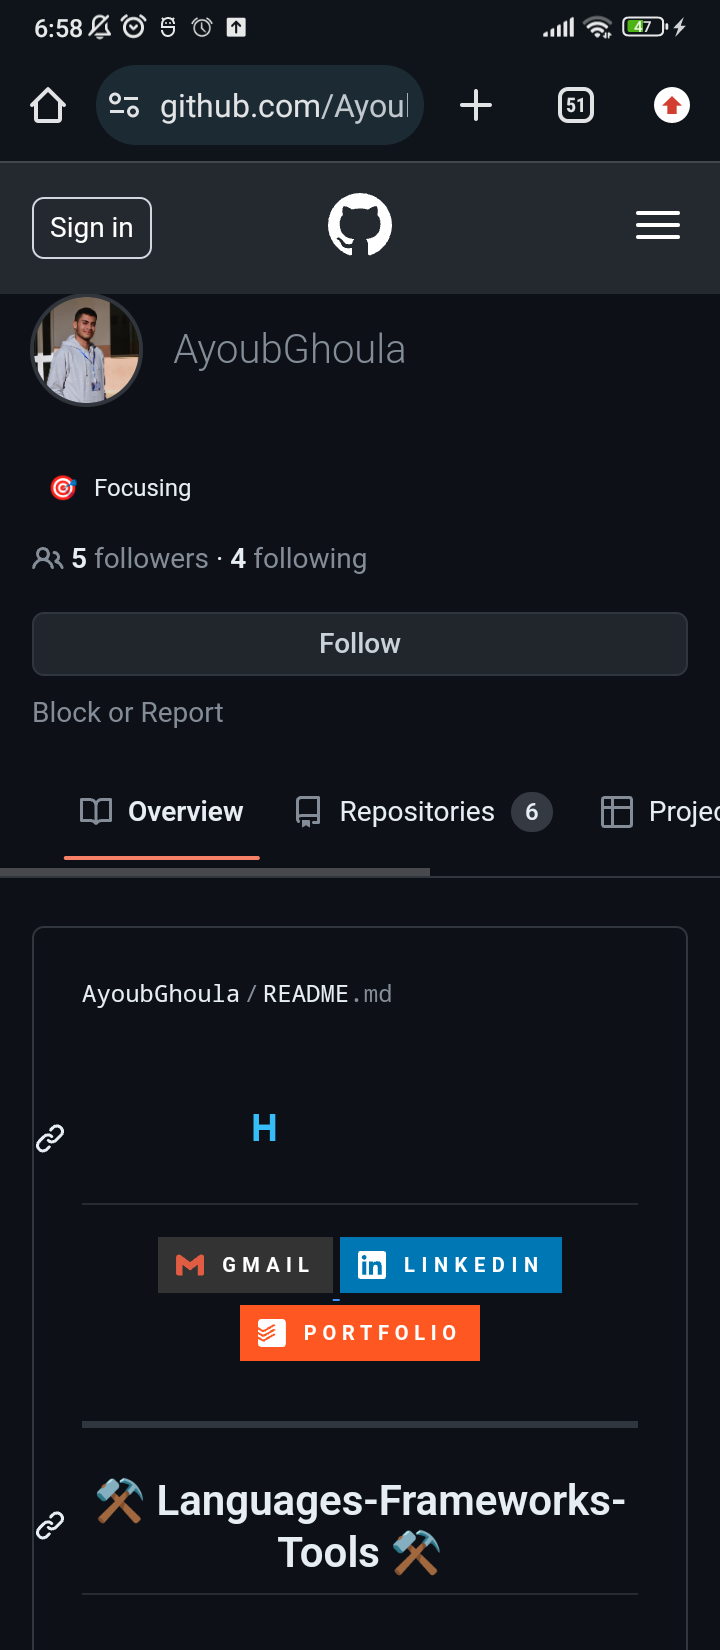 6:58
47
github.com/Ayou
51
Sign in
AyoubGhoula
Focusing
5 followers · 4 following
Follow
Block or Report
Overview
Repositories 6
Projec
AyoubGhoula / README.md
H
GMAIL
LINKEDIN
PORTFOLIO
Languages-Frameworks-
Tools